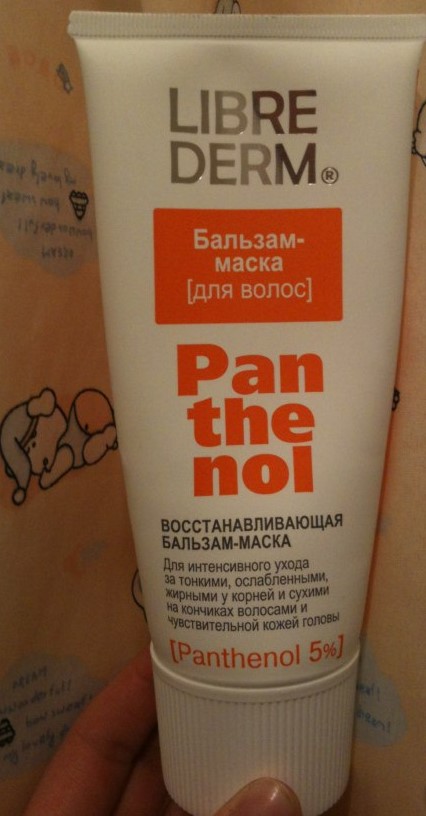 LIBRE
DERM®
Бальзам-
маска
[для волос]
Pan
the
nol
ВОССТАНАВЛИВАЮЩАЯ
БАЛЬЗАМ-МАСКА
Для интенсивного ухода
за тонкими, ослабленными,
жирными у корней и сухими
на кончиках волосами и
чувствительной кожей головы
[Panthenol 5%]